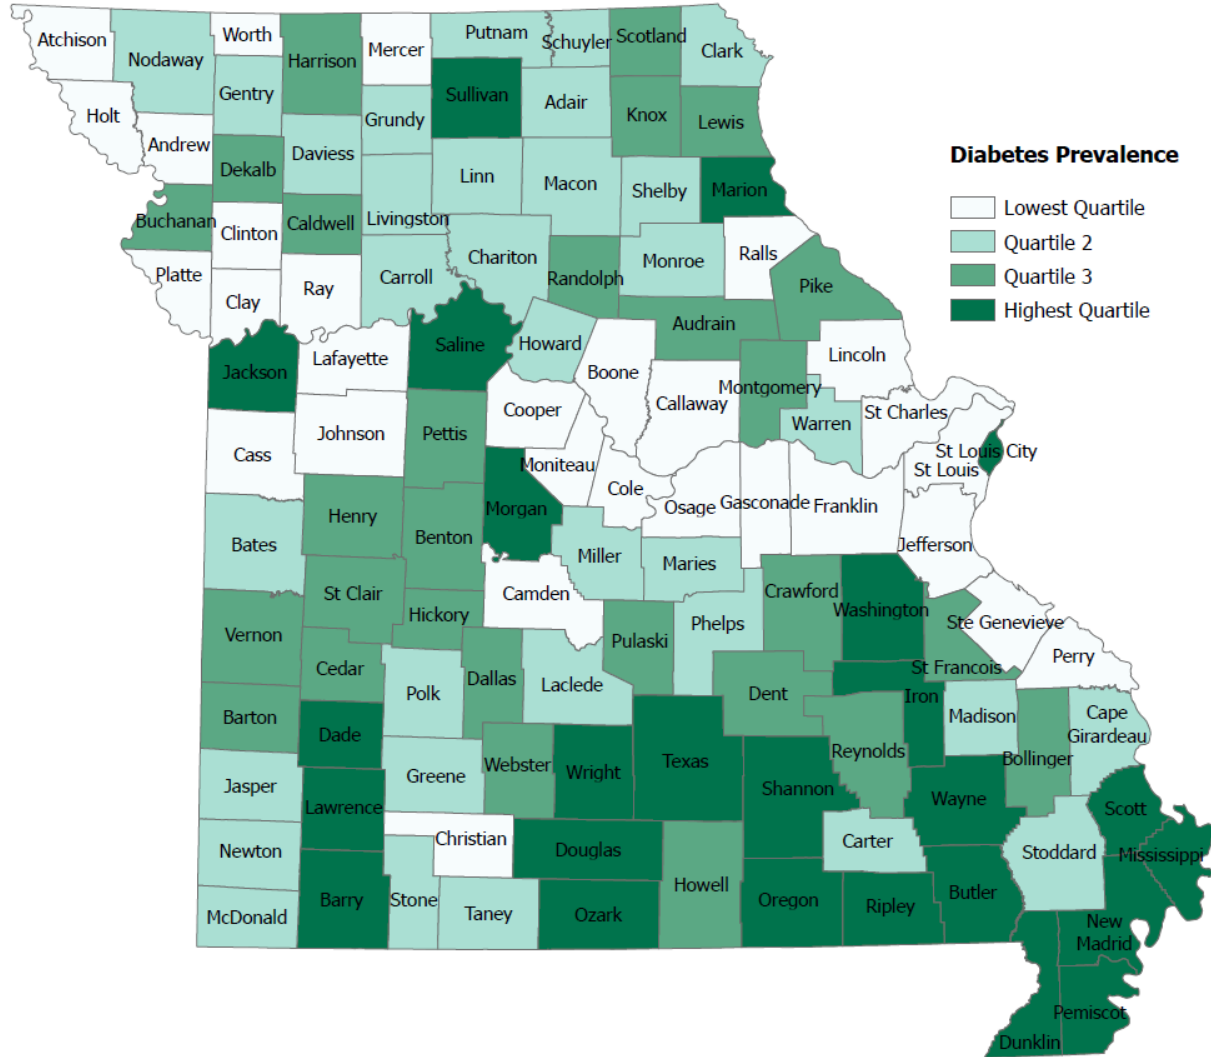 Atchison
Worth
Mercer
Putnam
Schuyler
Scotland
Clark
Nodaway
Harrison
Gentry
Sullivan
Adair
Holt
Grundy
Knox
Lewis
Andrew
Daviess
Dekalb
Linn
Macon
Shelby
Marion
Buchanan
Clinton
Caldwell
Livingston
Chariton
Randolph
Monroe
Ralls
Pike
Platte
Clay
Ray
Carroll
Audrain
Jackson
Lafayette
Saline
Howard
Boone
Lincoln
Callaway
Montgomery
Cooper
Warren
St Charles
Cass
Johnson
Pettis
Moniteau
St Louis City
St Louis
Cole
Osage
Gasconade
Franklin
Morgan
Henry
Benton
Bates
Miller
Maries
Jefferson
St Clair
Camden
Crawford
Washington
Hickory
Vernon
Pulaski
Phelps
Ste Genevieve
Perry
Cedar
Dallas
Polk
Laclede
Dent
St Francois
Iron
Barton
Dade
Madison
Cape
Girardeau
Bollinger
Jasper
Greene
Webster
Wright
Texas
Reynolds
Shannon
Wayne
Scott
Lawrence
Christian
Douglas
Carter
Stoddard
Mississippi
Newton
McDonald
Barry
Stone
Taney
Ozark
Howell
Oregon
Ripley
Butler
New
Madrid
Pemiscot
Dunklin
Diabetes Prevalence
Lowest Quartile
Quartile 2
Quartile 3
Highest Quartile